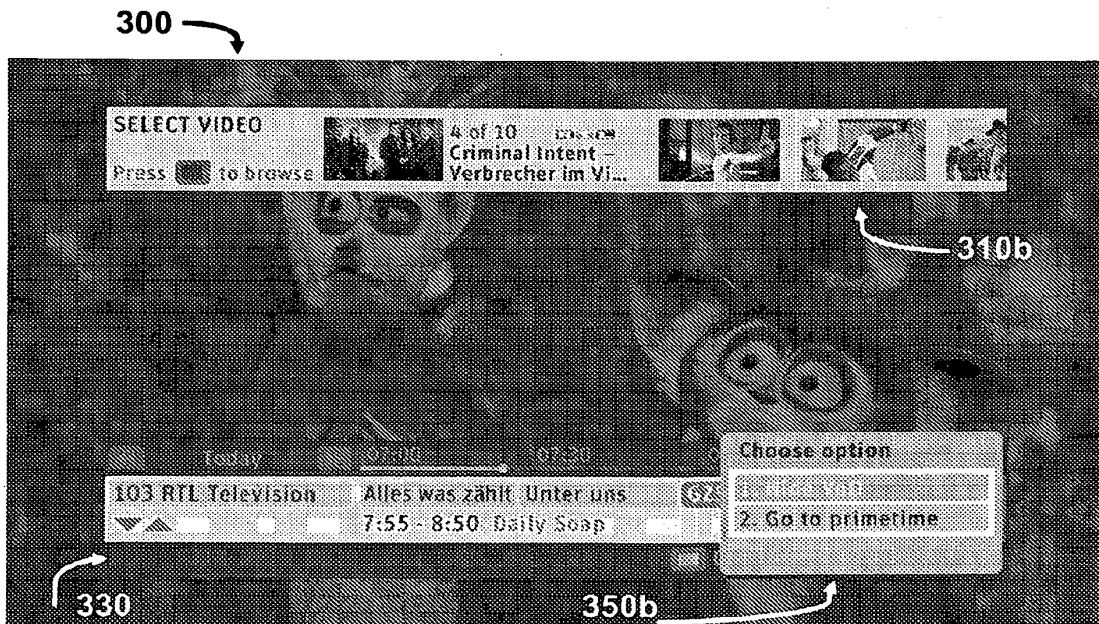 300
SELECT VIDEO
Press to browse
4 of 10
Criminal Intent –
Verbrecher im Vi...
310b
Today
Choose option
103 RTL Television
Alles was zählt Unter uns
GZ
7:55 - 8:50 Daily Soap
2. Go to primetime
330
350b